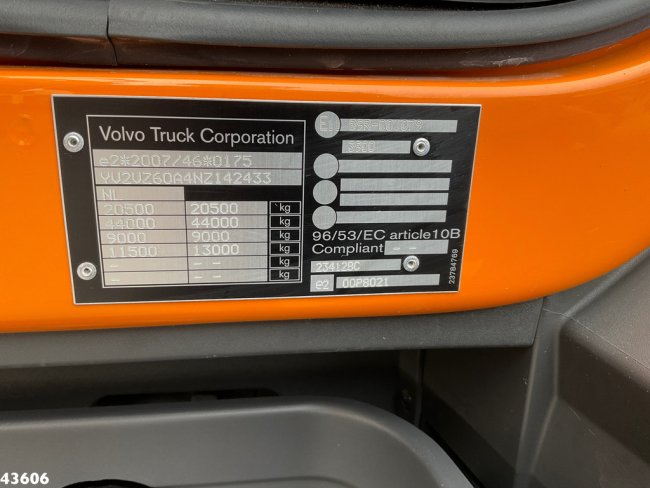 Volvo Truck Corporation
e2*2007/46*0175
YV2VZ60A4NZ142433
NL
20500 20500 kg
44000 44000 kg
9000 9000 kg
11500 13000 kg
- - - - kg
- - - - kg
E
96/53/EC article10B
Compliant - -
e2 00P8021
23784769
43606